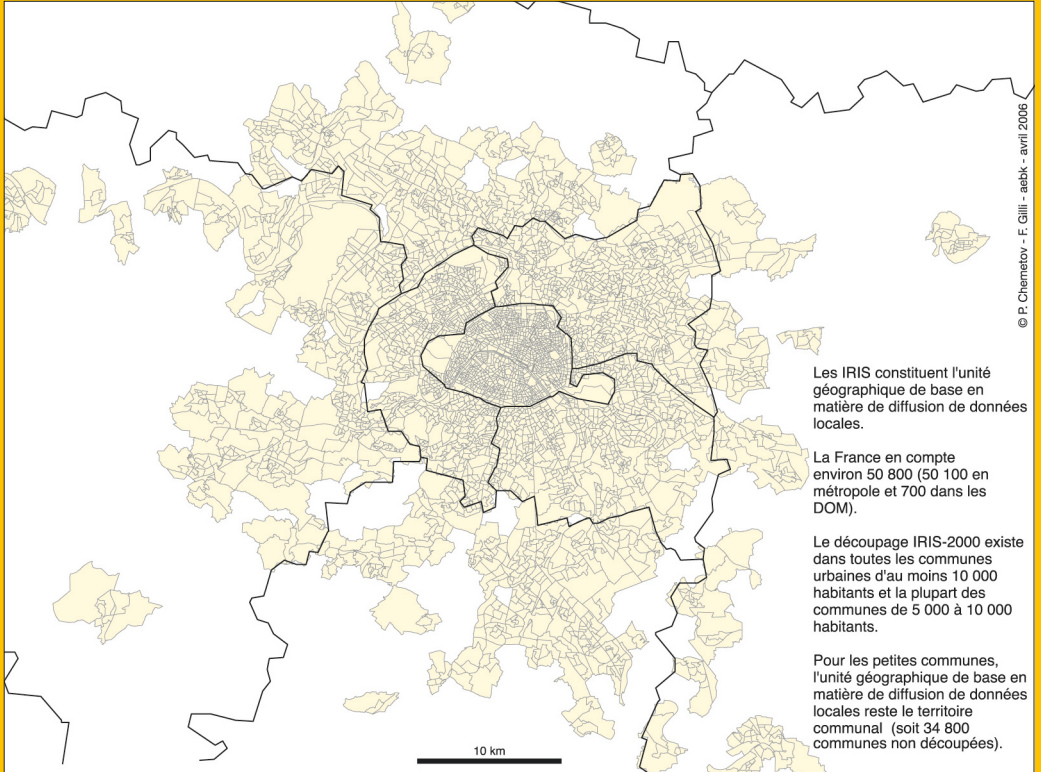 © P. Chemetov - F. Gilli - aebk - avril 2006
Les IRIS constituent l'unité
géographique de base en
matière de diffusion de données
locales.
La France en compte
environ 50 800 (50 100 en
métropole et 700 dans les
DOM).
Le découpage IRIS-2000 existe
dans toutes les communes
urbaines d'au moins 10 000
habitants et la plupart des
communes de 5 000 à 10 000
habitants.
Pour les petites communes,
l'unité géographique de base en
matière de diffusion de données
locales reste le territoire
communal (soit 34 800
communes non découpées).
10 km